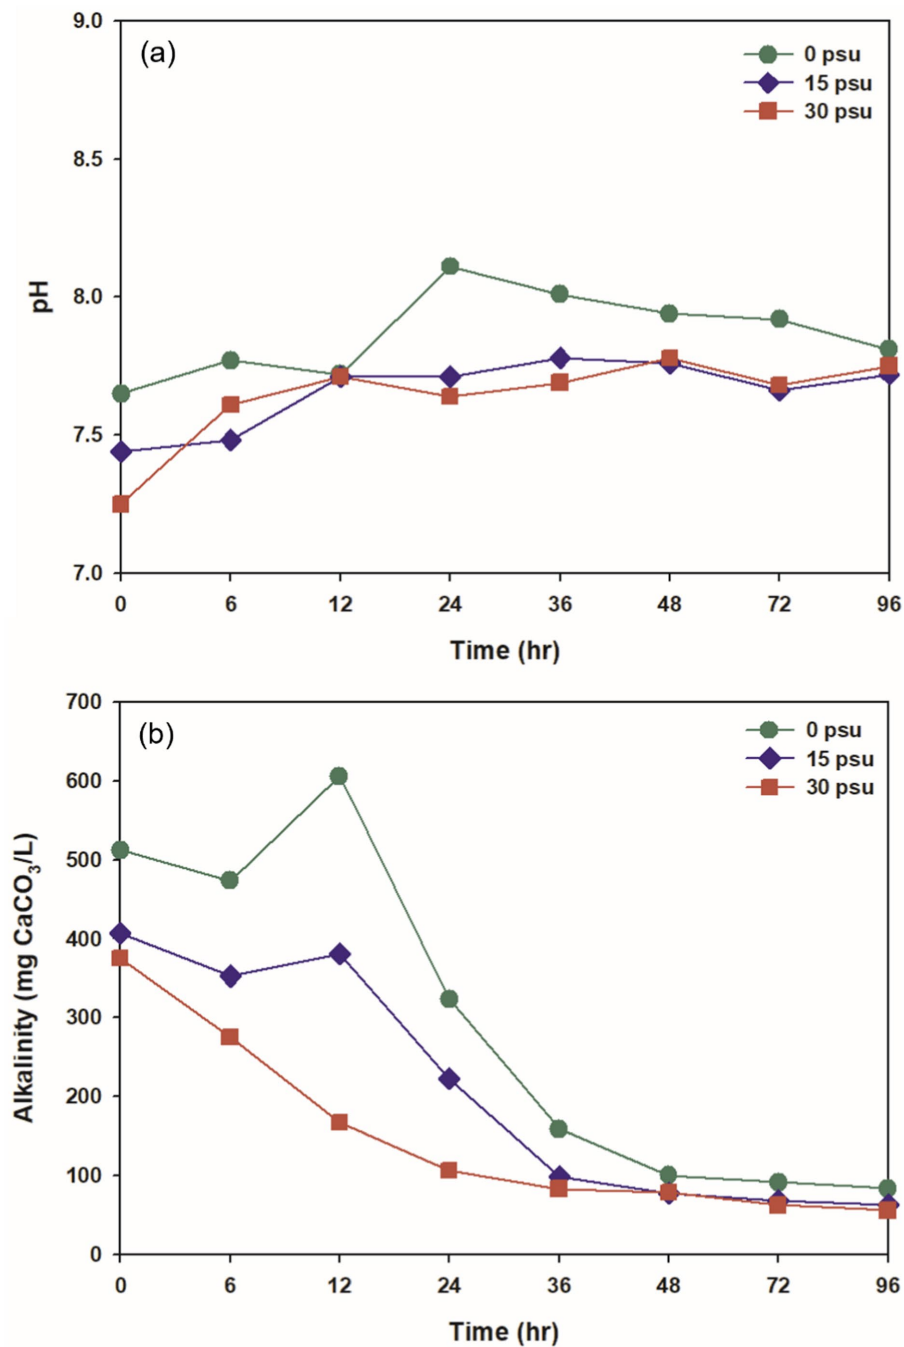 (a)
0 psu
15 psu
30 psu
9.0
8.5
8.0
7.5
7.0
pH
0 6 12 24 36 48 72 96
Time (hr)
(b)
0 psu
15 psu
30 psu
700
600
500
400
300
200
100
0
Alkalinity (mg CaCO₃/L)
0 6 12 24 36 48 72 96
Time (hr)